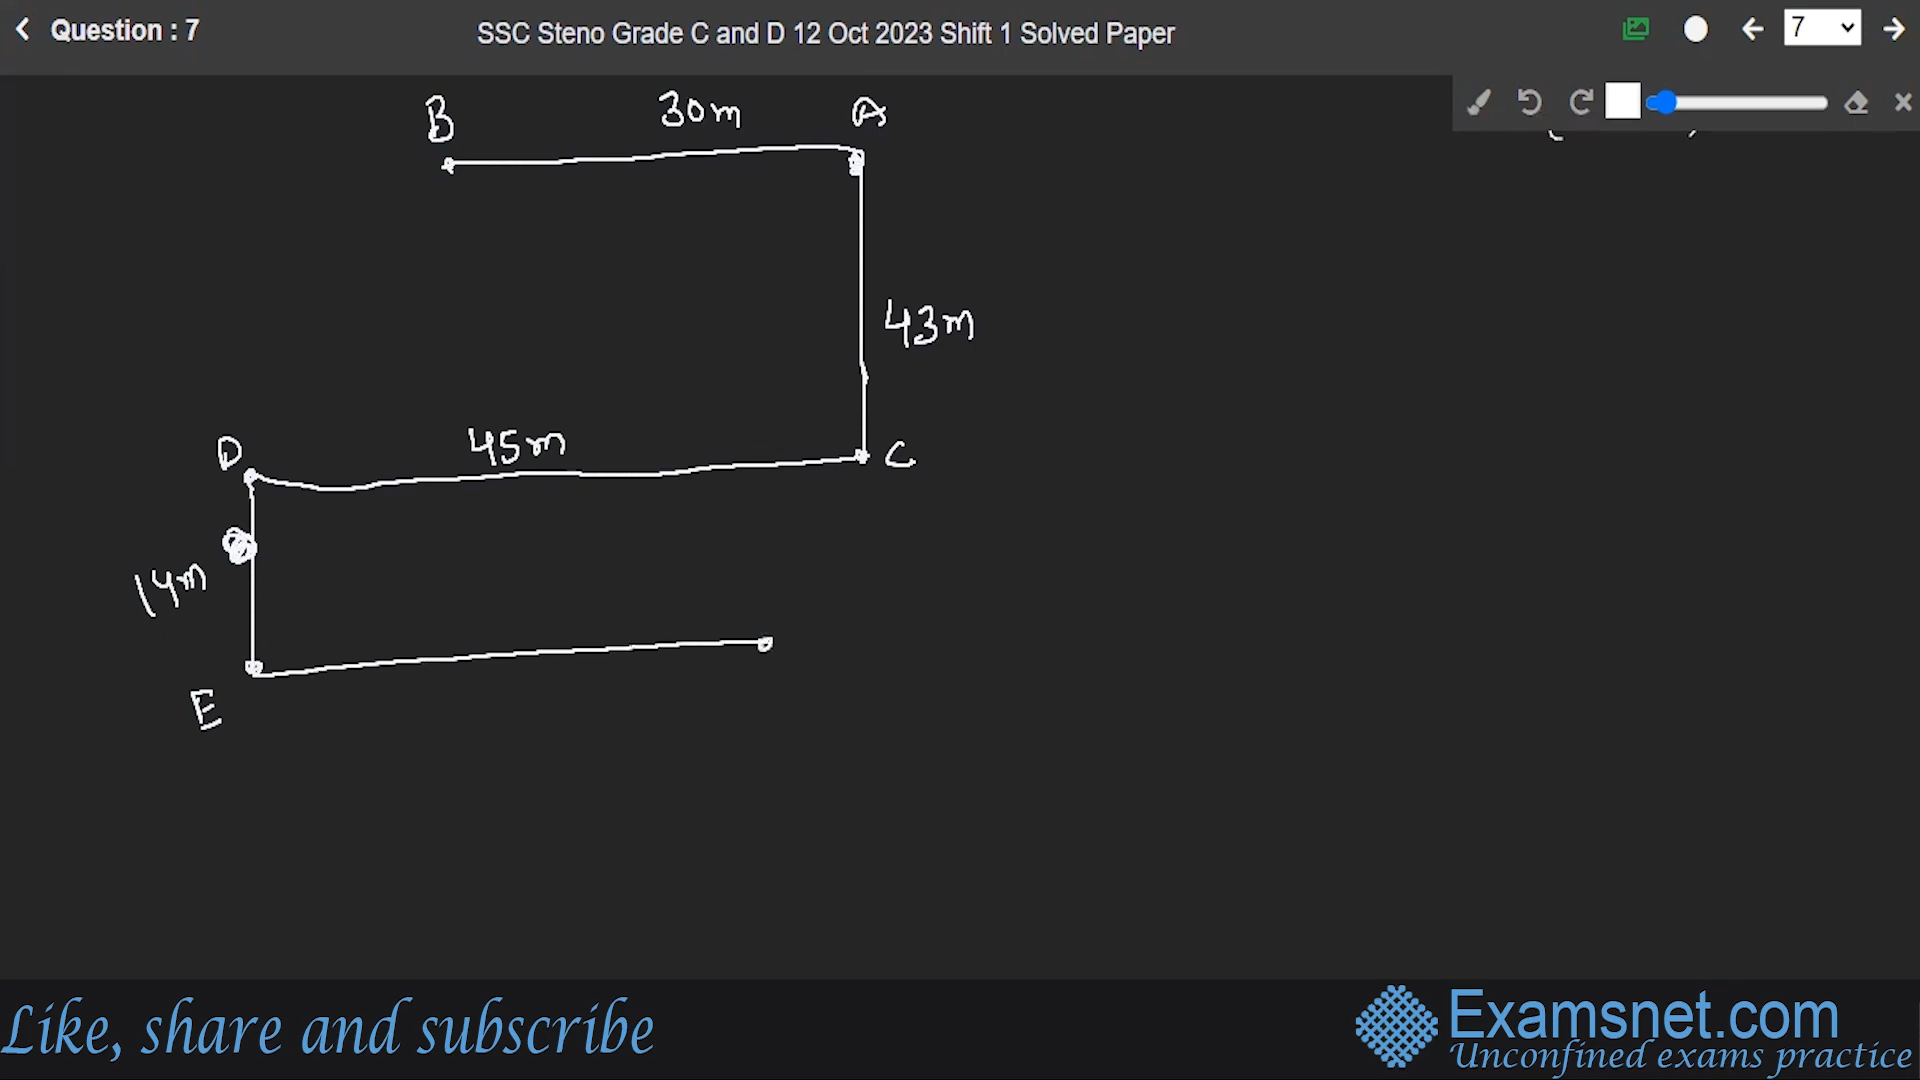 Question : 7
SSC Steno Grade C and D 12 Oct 2023 Shift 1 Solved Paper
7
B
30m
A
43m
D
45m
C
14m
E
Like, share and subscribe
Examsnet.com
Unconfined exams practice